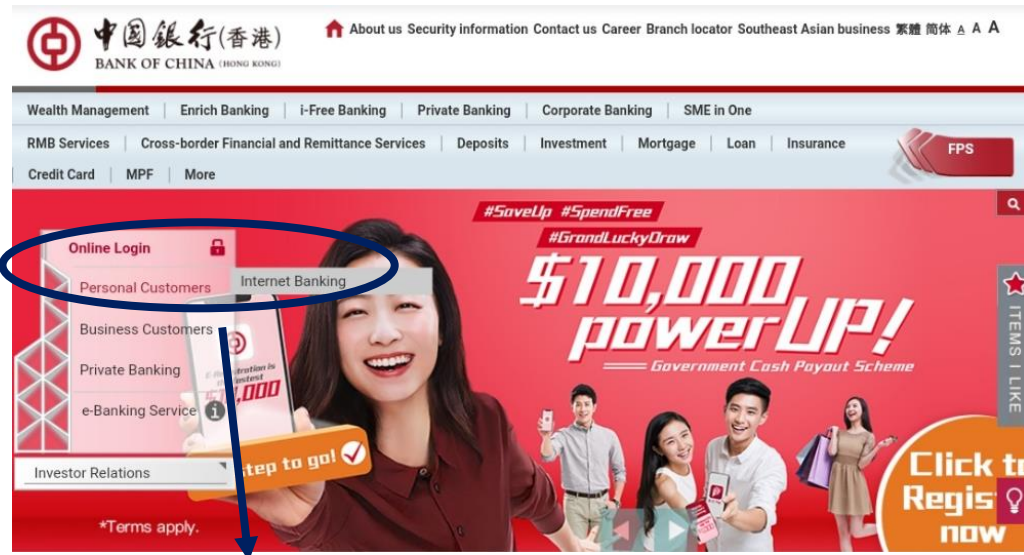 中國銀行(香港)
BANK OF CHINA (HONG KONG)
About us Security information Contact us Career Branch locator Southeast Asian business 繁體 简体 A A A
Wealth Management | Enrich Banking | i-Free Banking | Private Banking | Corporate Banking | SME in One
RMB Services | Cross-border Financial and Remittance Services | Deposits | Investment | Mortgage | Loan | Insurance
FPS
Credit Card | MPF | More
#SaveUp #SpendFree
#GrandLuckyDraw
$10,000
powerUP!
Government Cash Payout Scheme
Online Login
Personal Customers
Internet Banking
Business Customers
Private Banking
e-Banking Service
Investor Relations
step to go!
*Terms apply.
ITEMS I LIKE
Click to
Regis
now